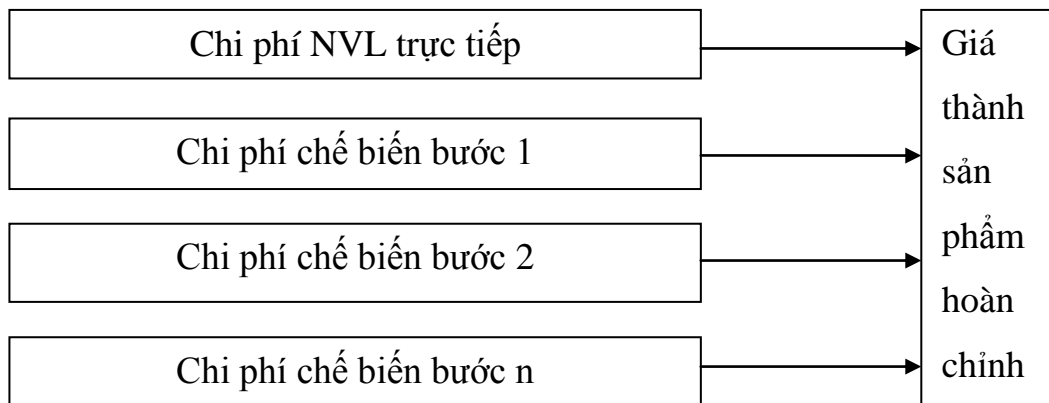 Chi phí NVL trực tiếp
Chi phí chế biến bước 1
Chi phí chế biến bước 2
Chi phí chế biến bước n
Giá
thành
sản
phẩm
hoàn
chỉnh